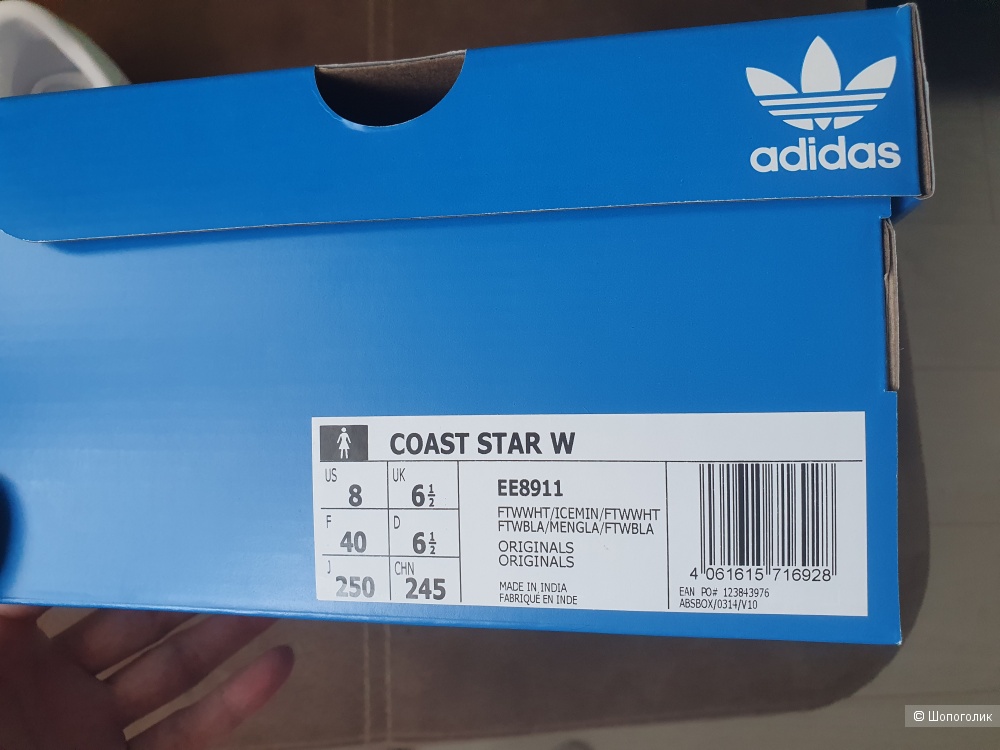 adidas
COAST STAR W
US 8 UK 6½
F 40 D 6½
J 250 CHN 245
EE8911
FTWWHT/ICEMIN/FTWWHT
FTWBLA/MENGLA/FTWBLA
ORIGINALS
ORIGINALS
MADE IN INDIA
FABRIQUÉ EN INDE
4 061615 716928
EAN PO# 123843976
ABSBOX/0314/V10
© Шопоголик